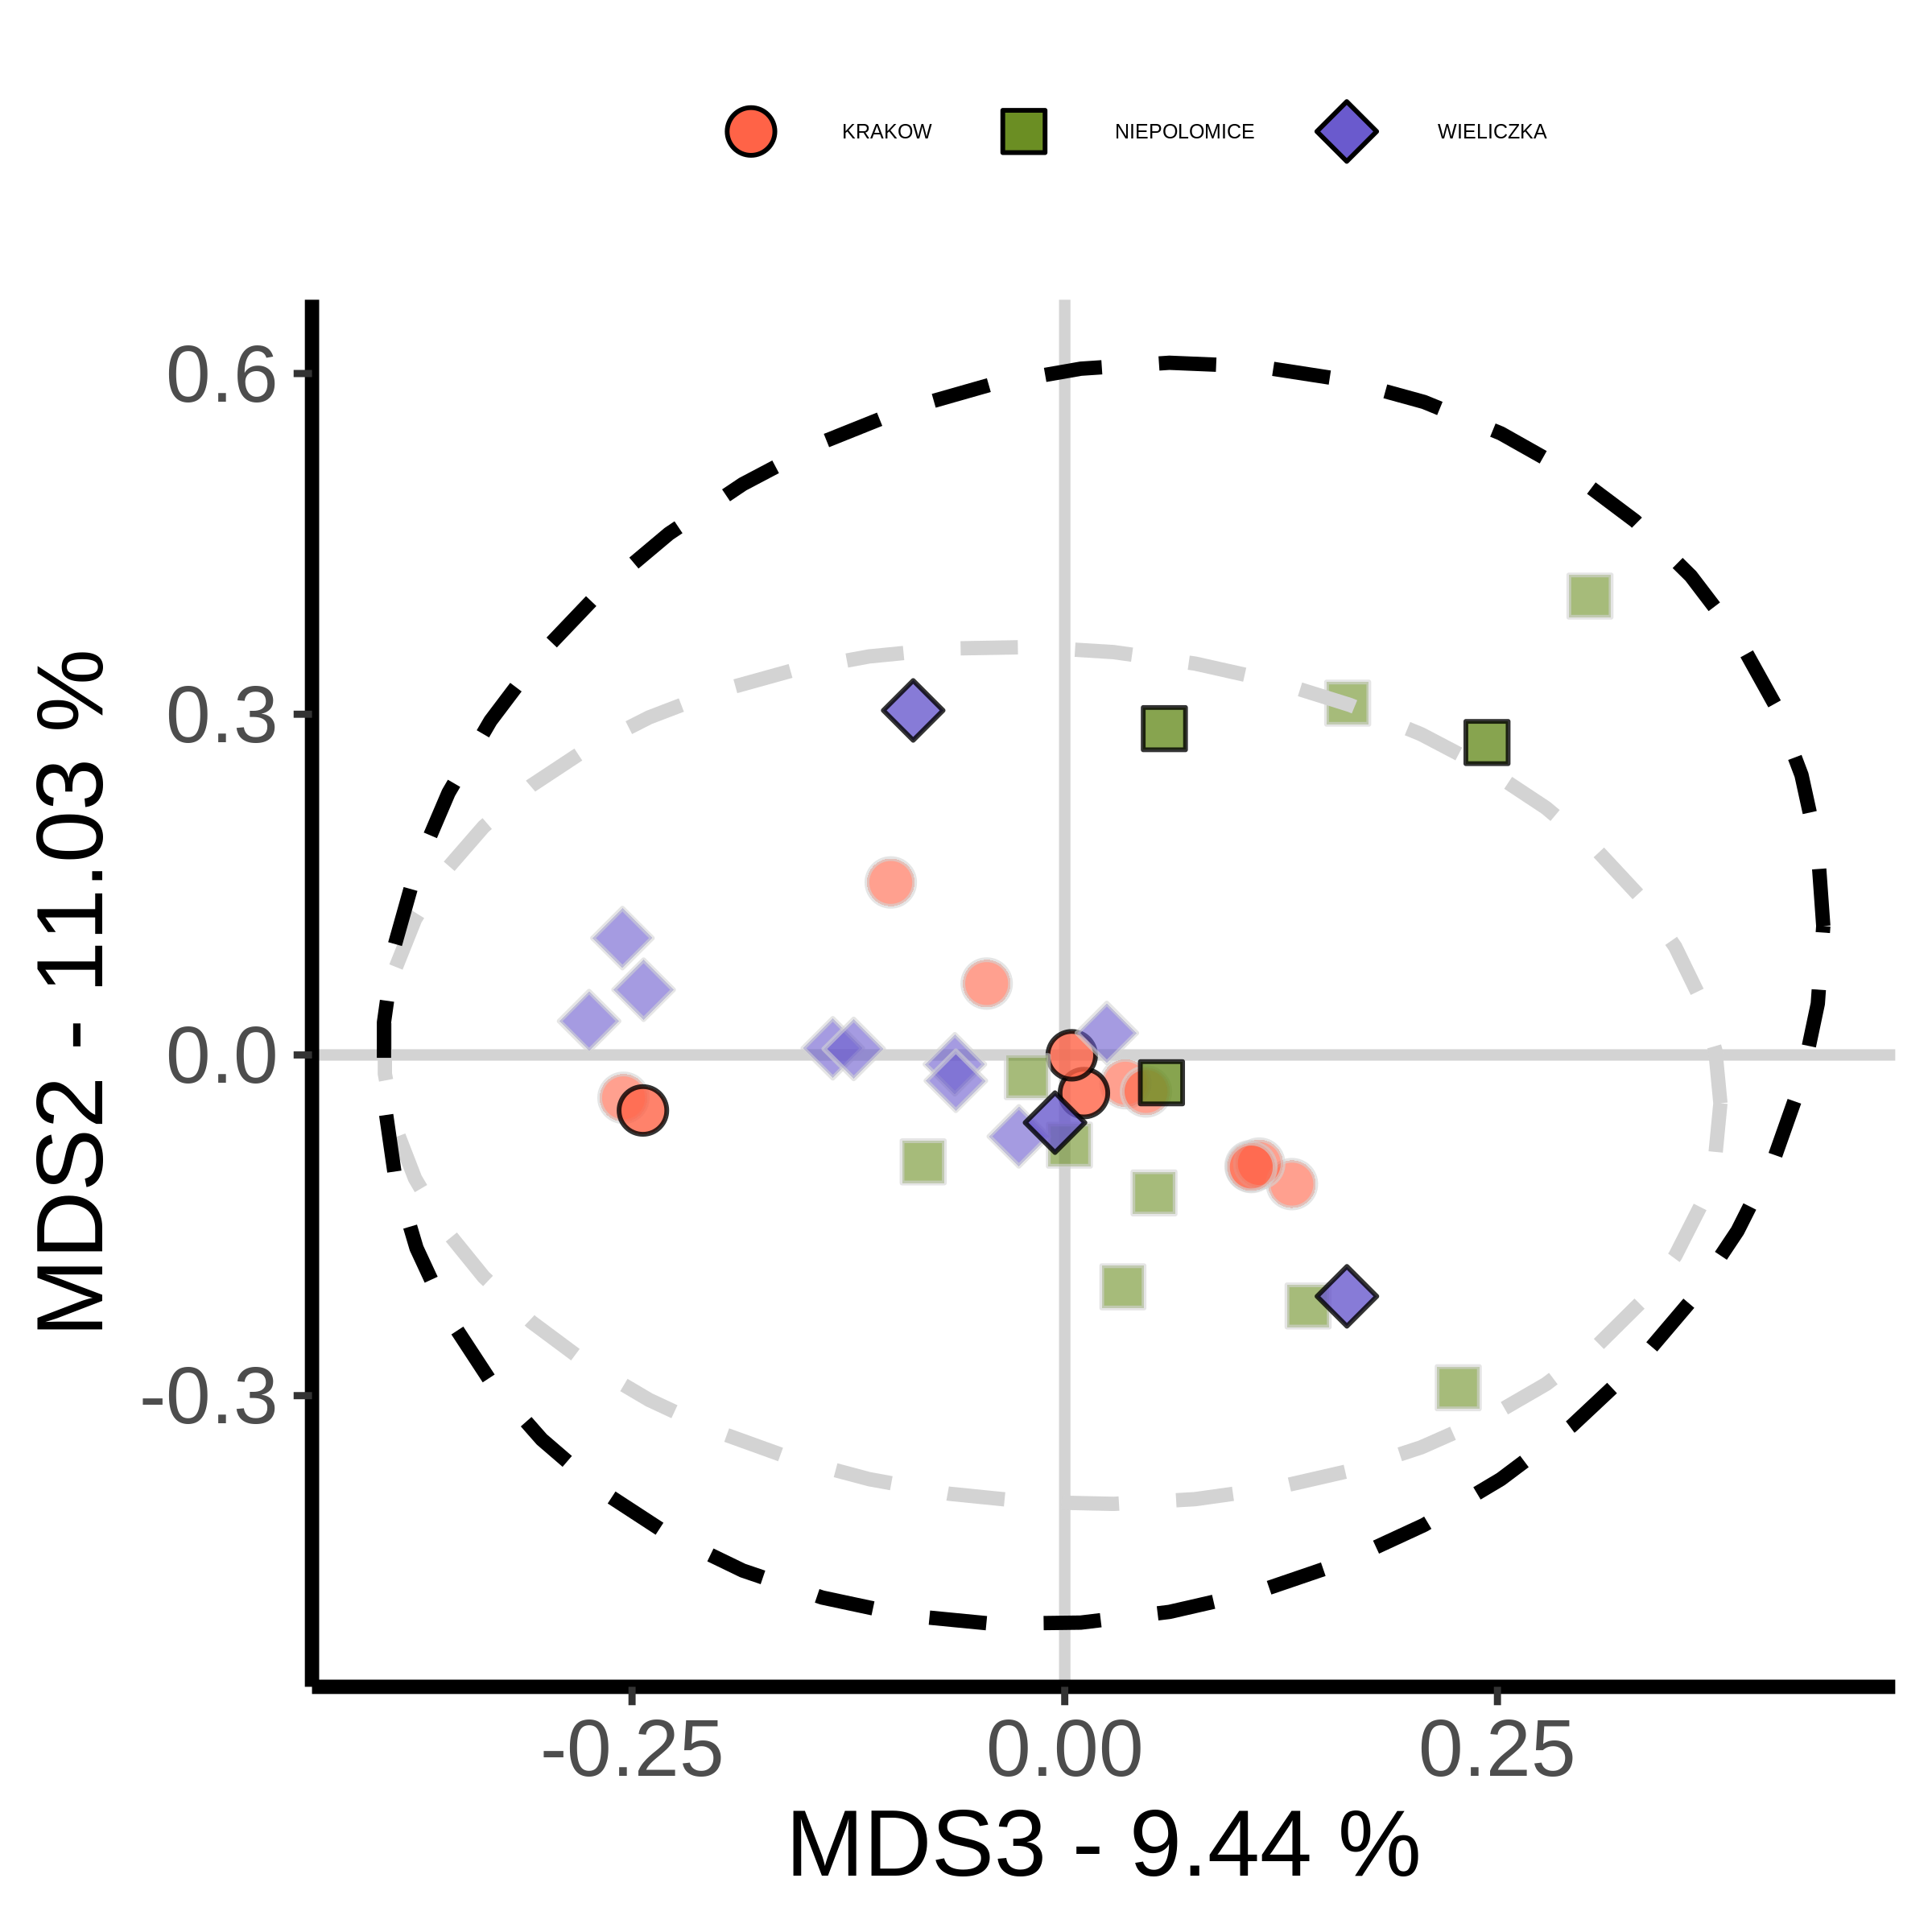 KRAKOW NIEPOLOMICE WIELICZKA
0.6
0.3
0.0
-0.3
MDS2 - 11.03 %
-0.25 0.00 0.25
MDS3 - 9.44 %